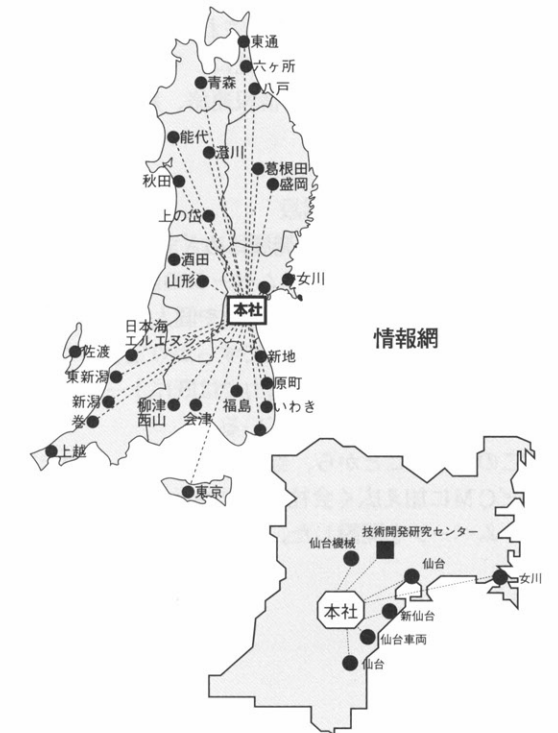 東通
六ヶ所
青森
八戸
能代
澄川
葛根田
秋田
盛岡
上の岱
酒田
女川
山形
本社
日本海
エルエヌジー
情報網
佐渡
新地
東新潟
原町
新潟
柳津
西山
会津
福島
いわき
巻
上越
東京
技術開発研究センター
仙台機械
仙台
女川
本社
新仙台
仙台車両
仙台